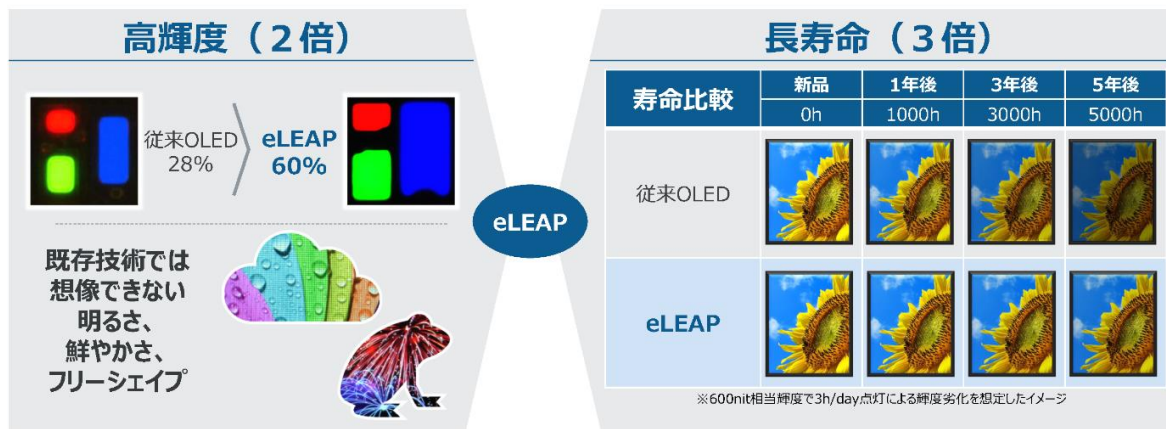 高輝度（２倍）
従来OLED
28%
eLEAP
60%
既存技術では
想像できない
明るさ、
鮮やかさ、
フリーシェイプ
eLEAP
長寿命（３倍）
寿命比較
新品
1年後
3年後
5年後
0h
1000h
3000h
5000h
従来OLED
eLEAP
※600nit相当輝度で3h/day点灯による輝度劣化を想定したイメージ